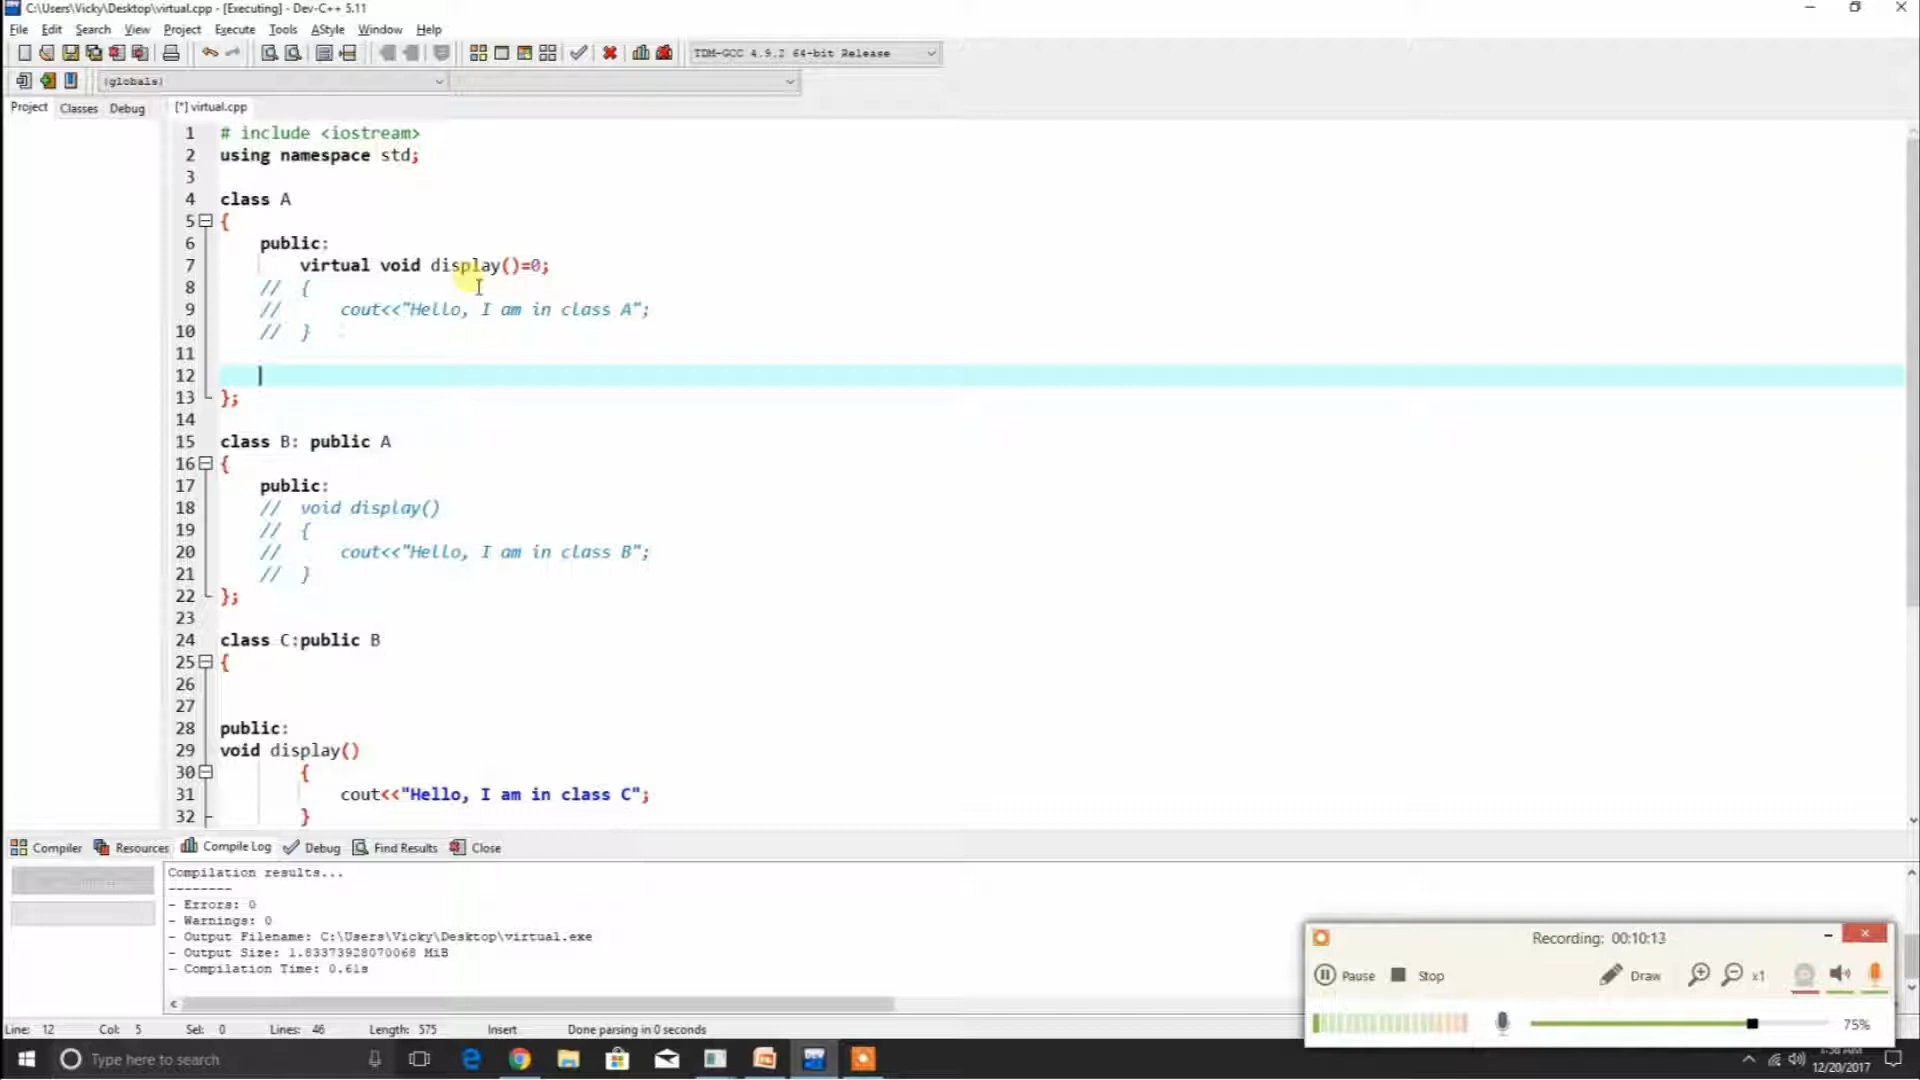 C:\Users\Vicky\Desktop\virtual.cpp - [Executing] - Dev-C++ 5.11
File Edit Search View Project Execute Tools AStyle Window Help
TDM-GCC 4.9.2 64-bit Release
(globals)
Project Classes Debug [*] virtual.cpp
1 # include <iostream>
2 using namespace std;
3
4 class A
5 {
6 public:
7 virtual void display()=0;
8 // {
9 // cout<<"Hello, I am in class A";
10 // }
11
12
13 };
14
15 class B: public A
16 {
17 public:
18 // void display()
19 // {
20 // cout<<"Hello, I am in class B";
21 // }
22 };
23
24 class C:public B
25 {
26
27
28 public:
29 void display()
30 {
31 cout<<"Hello, I am in class C";
32 }
Compiler Resources Compile Log Debug Find Results Close
Compilation results...
--------
- Errors: 0
- Warnings: 0
- Output Filename: C:\Users\Vicky\Desktop\virtual.exe
- Output Size: 1.83373928070068 MiB
- Compilation Time: 0.61s
Recording: 00:10:13
Pause Stop Draw x1
75%
Line: 12 Col: 5 Sel: 0 Lines: 46 Length: 575 Insert Done parsing in 0 seconds
Type here to search
12/20/2017